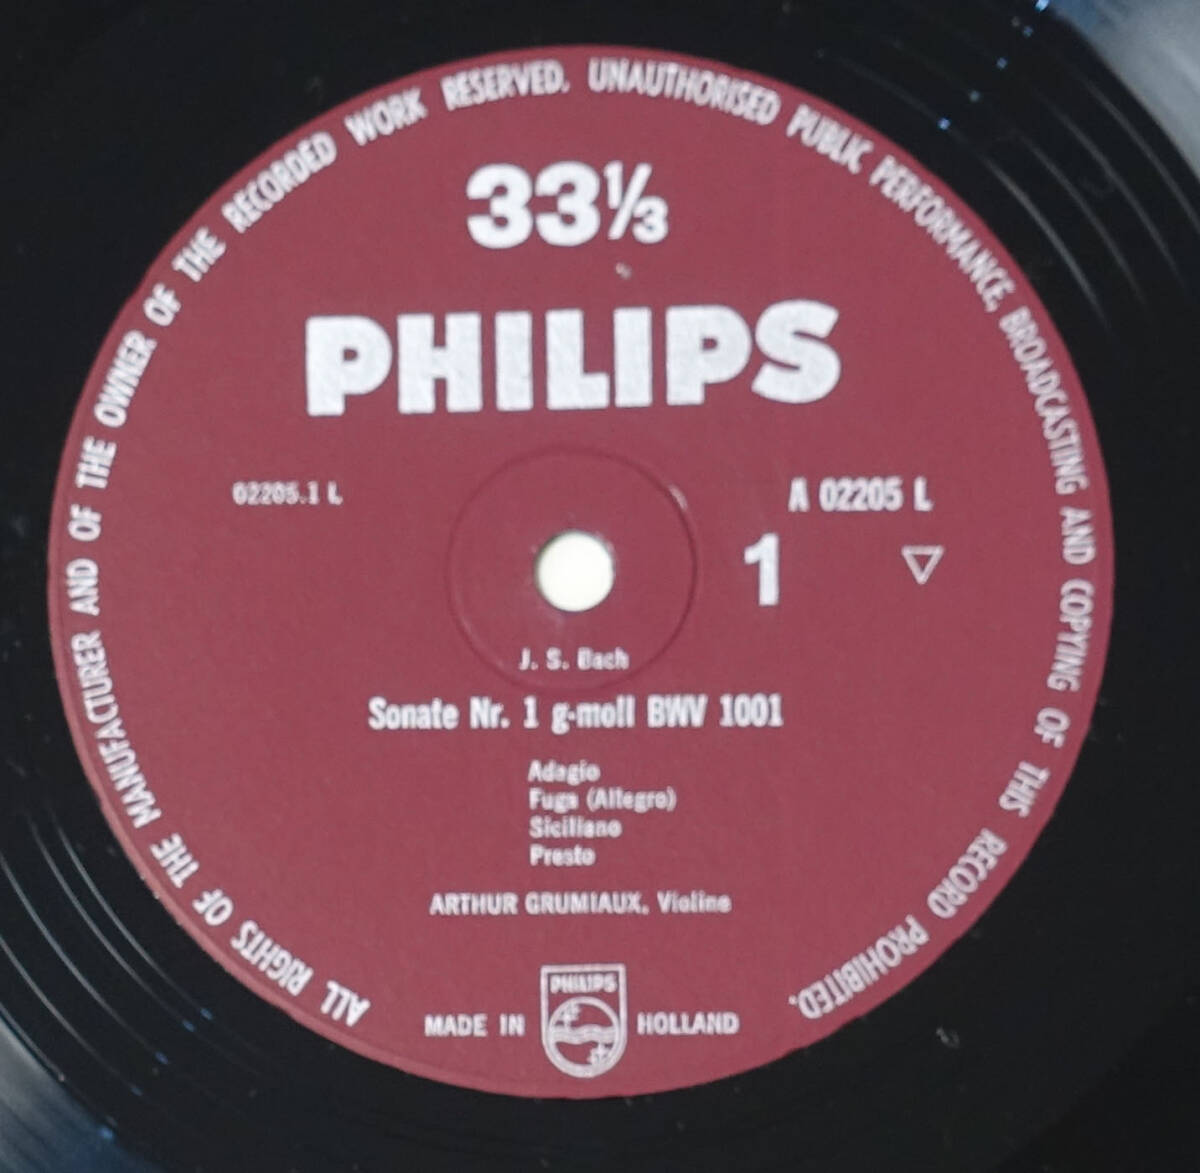 ALL RIGHTS OF THE MANUFACTURER AND OF THE OWNER OF THE RECORDED WORK RESERVED. UNAUTHORISED PUBLIC PERFORMANCE, BROADCASTING AND COPYING OF THIS RECORD PROHIBITED.
33⅓
PHILIPS
02205.1 L
A 02205 L
1
J. S. Bach
Sonate Nr. 1 g-moll BWV 1001
Adagio
Fuga (Allegro)
Siciliano
Presto
ARTHUR GRUMIAUX, Violine
PHILIPS
MADE IN HOLLAND